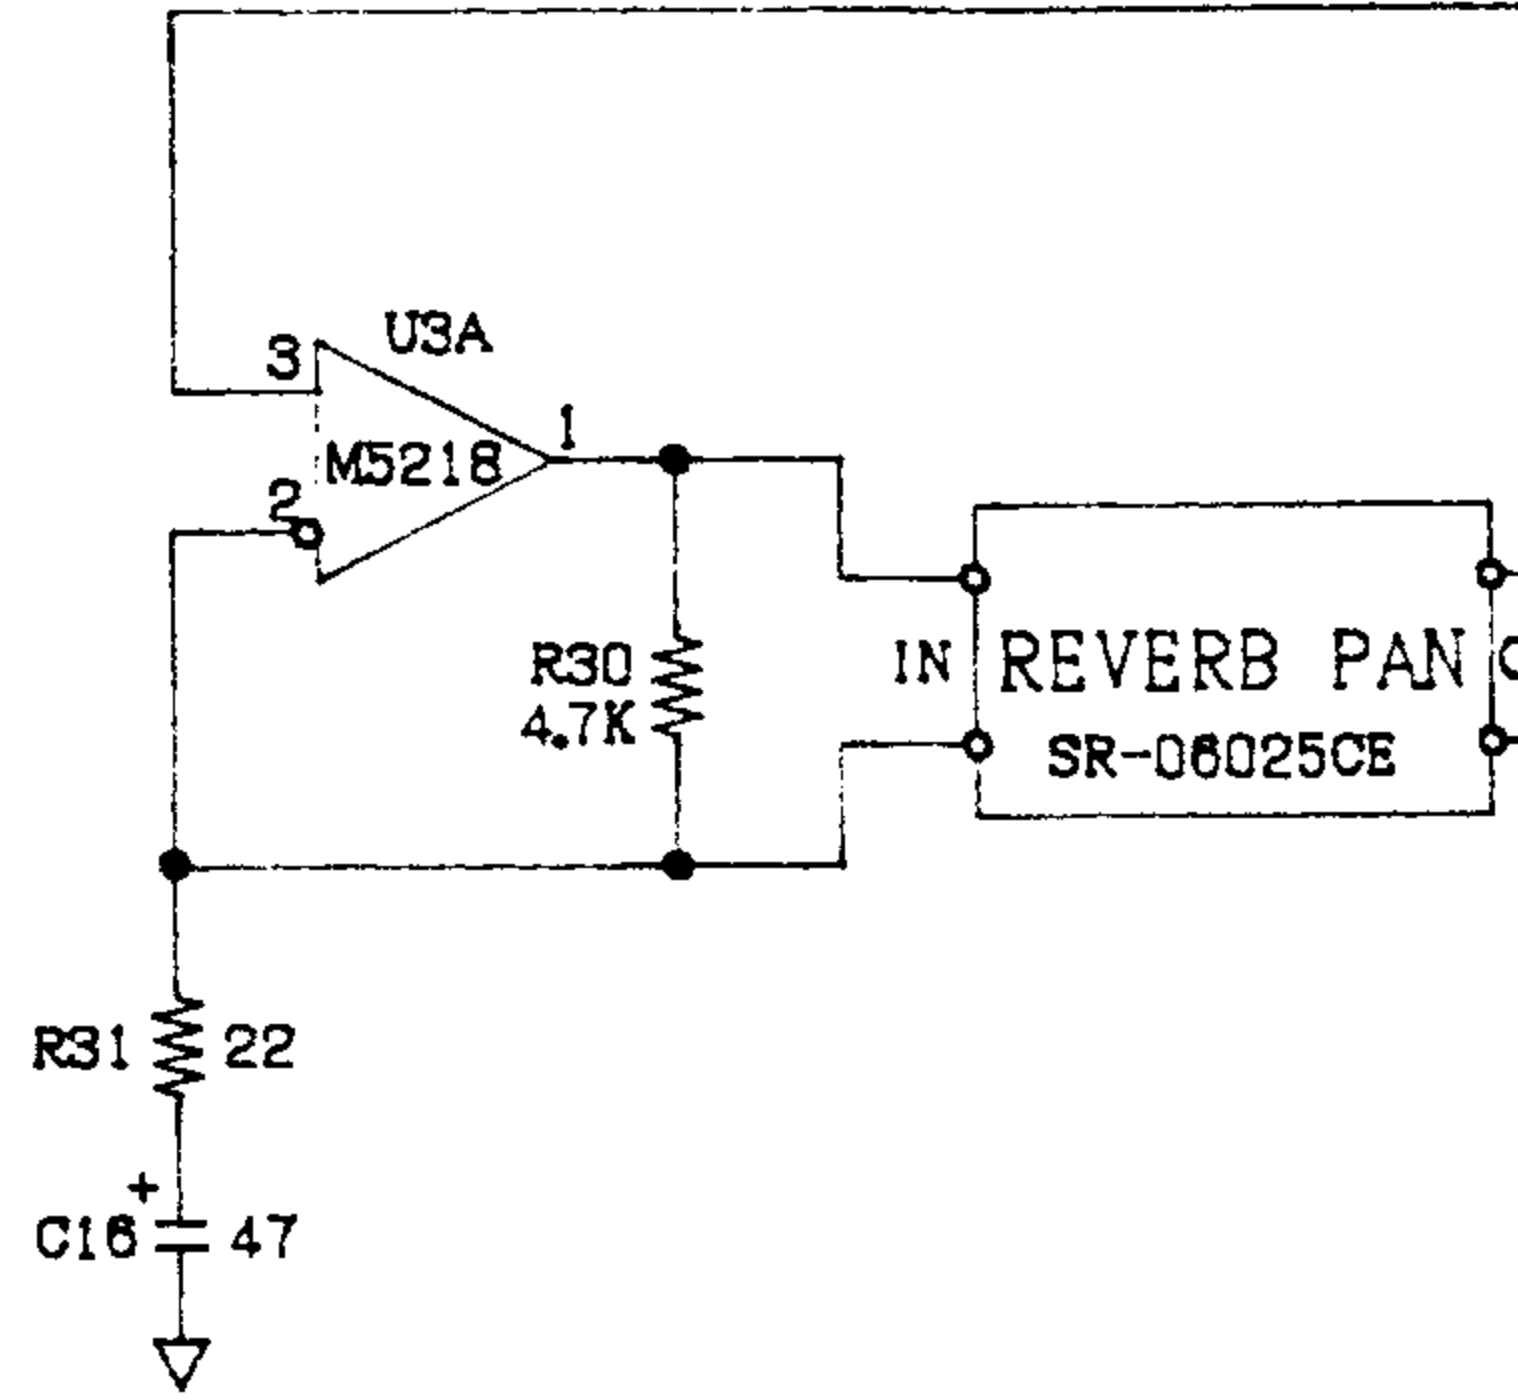 U3A
3
1
M5218
2
R30
4.7K
IN
REVERB PAN
SR-06025CE
R31
22
+
C16
47